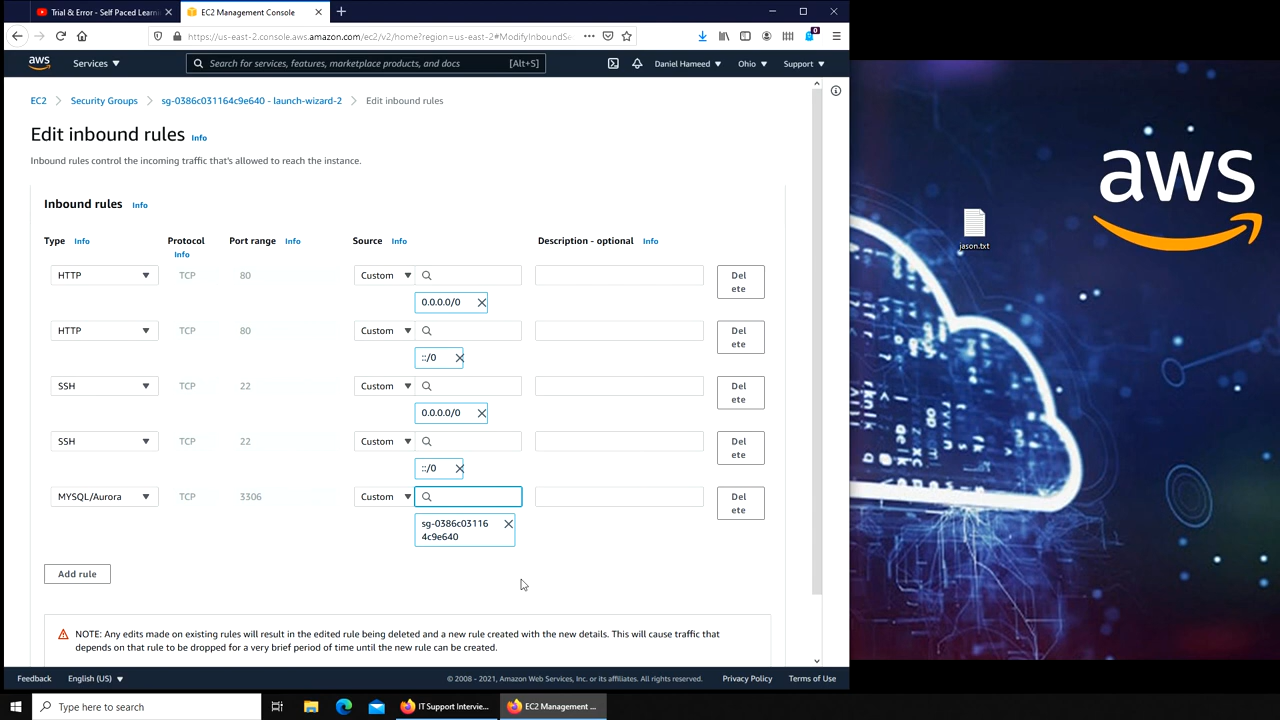 Trial & Error - Self Paced Learni
EC2 Management Console
https://us-east-2.console.aws.amazon.com/ec2/v2/home?region=us-east-2#ModifyInboundSe
0
aws
Services
Search for services, features, marketplace products, and docs
[Alt+S]
Daniel Hameed
Ohio
Support
EC2
Security Groups
sg-0386c031164c9e640 - launch-wizard-2
Edit inbound rules
Edit inbound rules Info
Inbound rules control the incoming traffic that's allowed to reach the instance.
Inbound rules Info
Type Info
Protocol Info
Port range Info
Source Info
Description - optional Info
HTTP
TCP
80
Custom
Del
ete
0.0.0.0/0
HTTP
TCP
80
Custom
Del
ete
::/0
SSH
TCP
22
Custom
Del
ete
0.0.0.0/0
SSH
TCP
22
Custom
Del
ete
::/0
MYSQL/Aurora
TCP
3306
Custom
Del
ete
sg-0386c03116
4c9e640
Add rule
NOTE: Any edits made on existing rules will result in the edited rule being deleted and a new rule created with the new details. This will cause traffic that
depends on that rule to be dropped for a very brief period of time until the new rule can be created.
Feedback
English (US)
© 2008 - 2021, Amazon Web Services, Inc. or its affiliates. All rights reserved.
Privacy Policy
Terms of Use
aws
jason.txt
Type here to search
IT Support Intervie...
EC2 Management ...